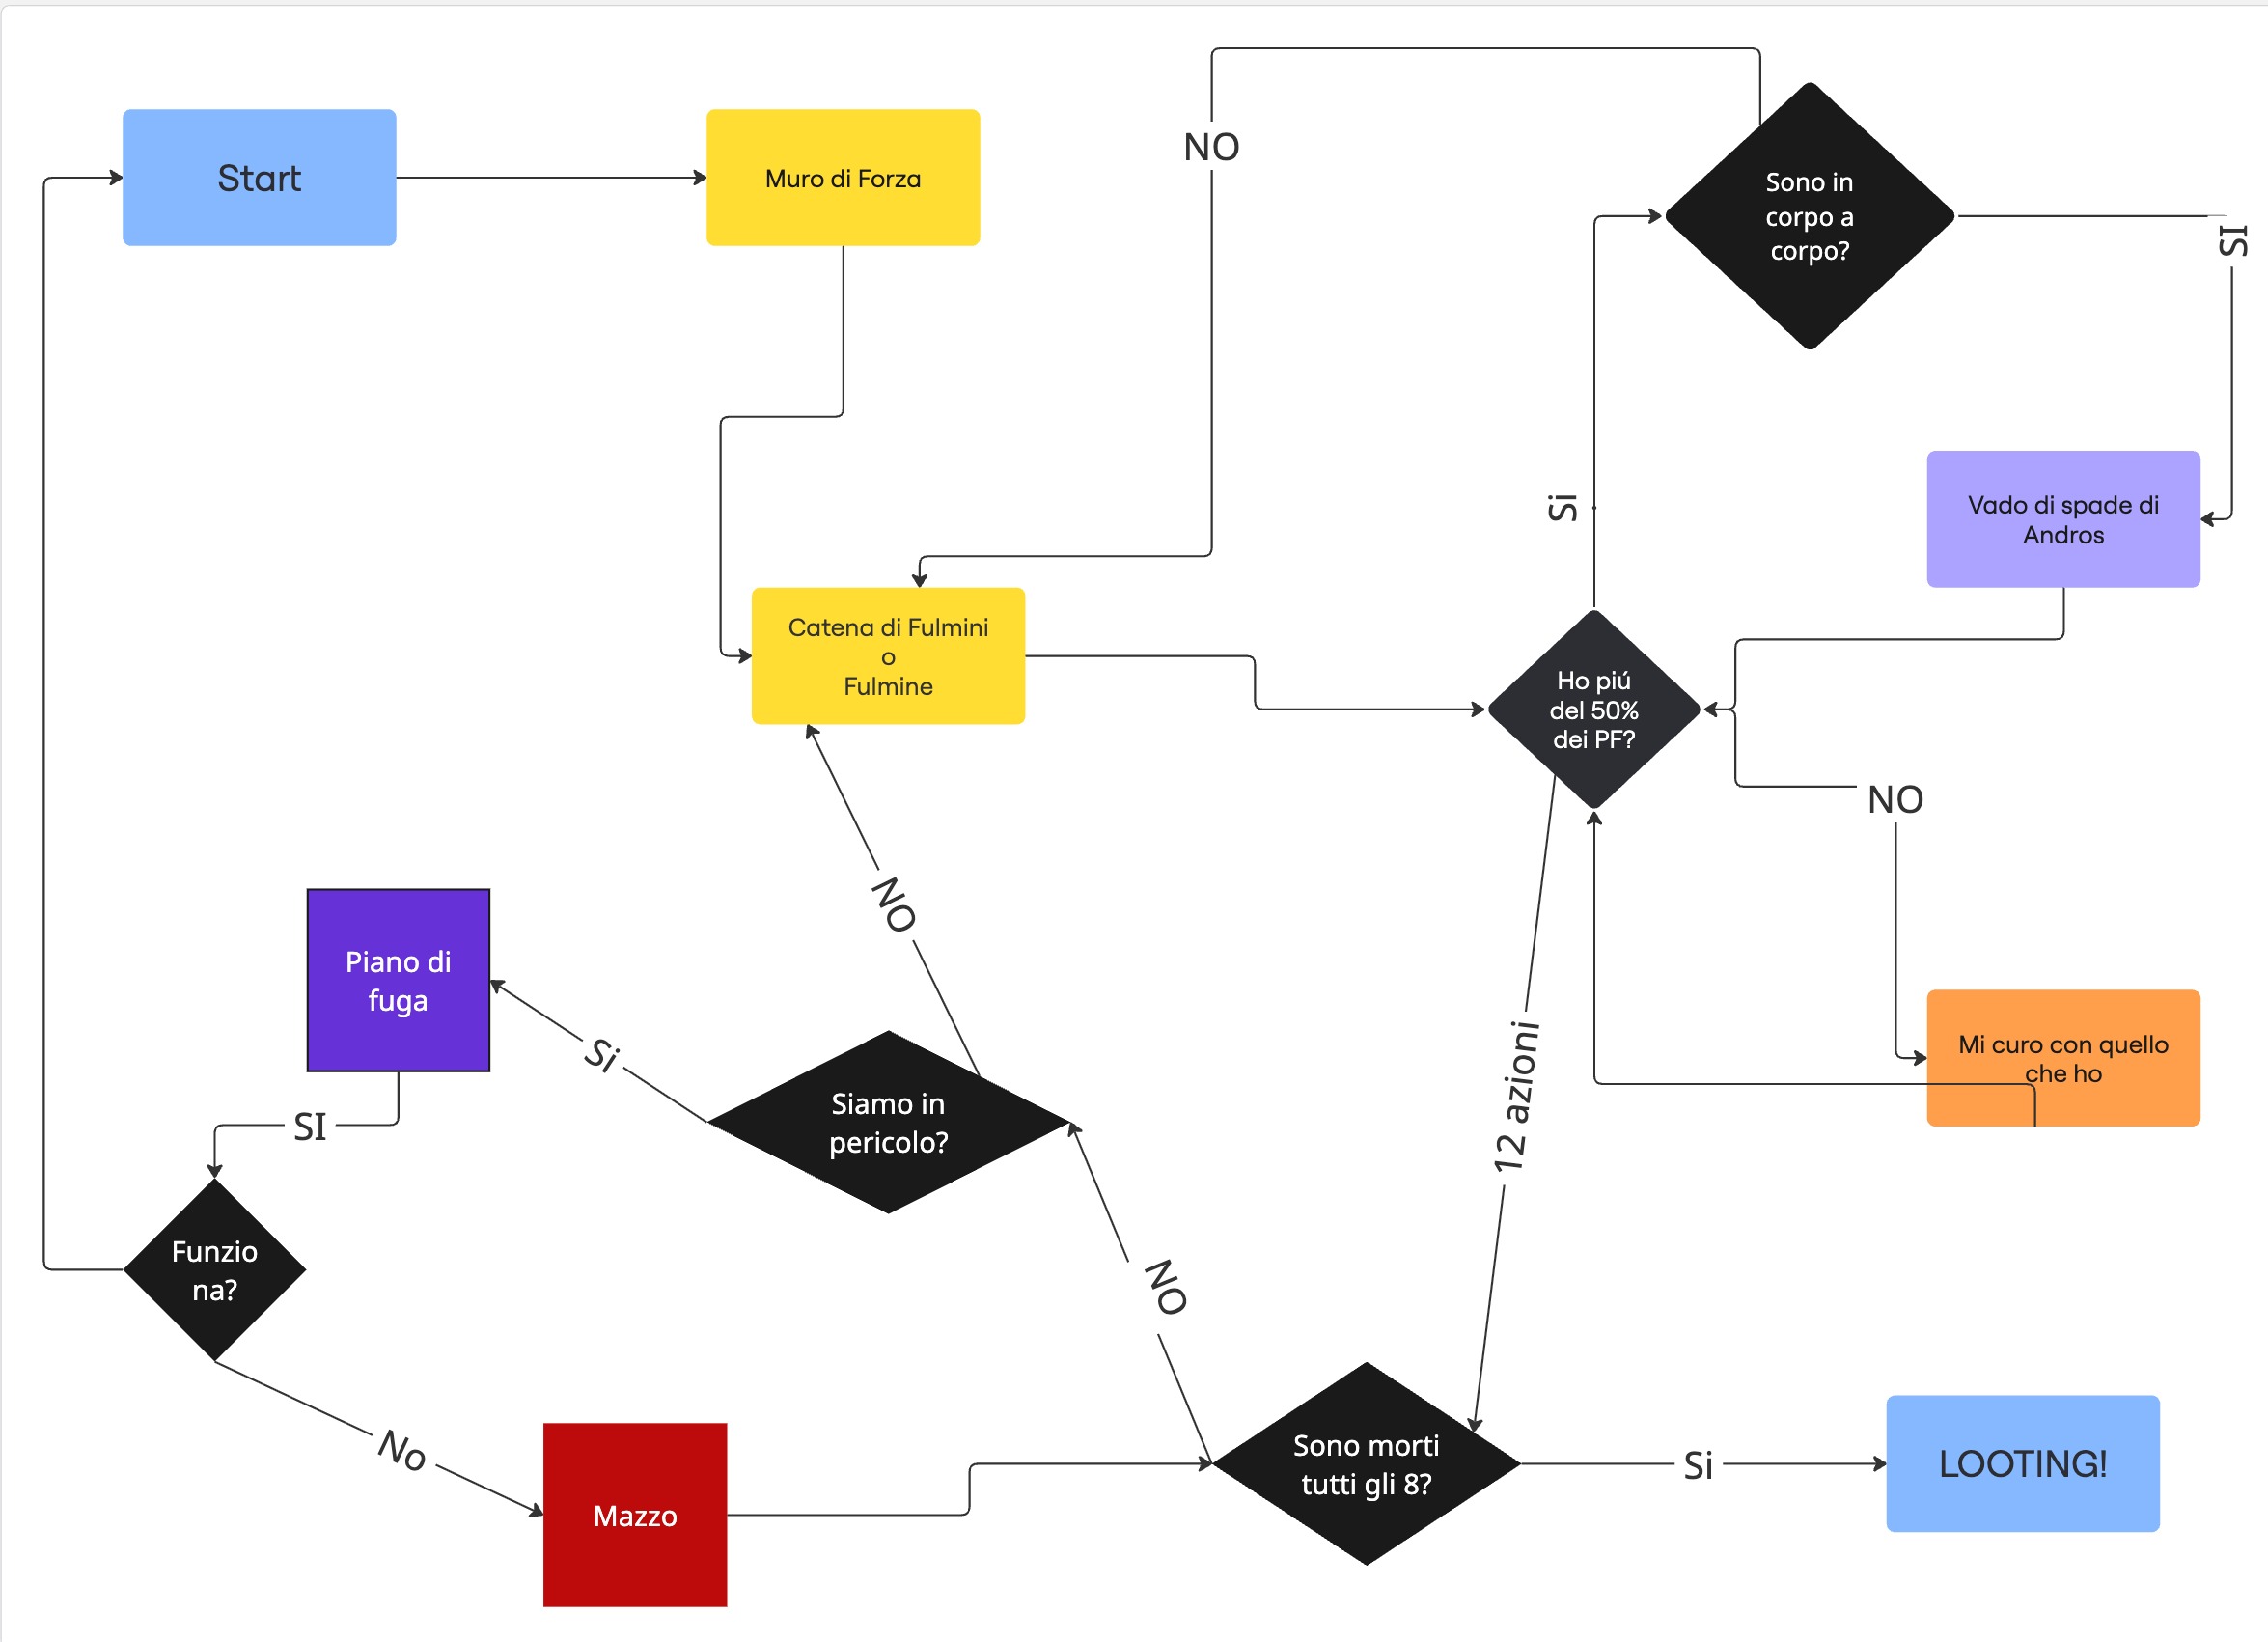 Start
Muro di Forza
NO
Sono in
corpo a
corpo?
SI
Si
Vado di spade di
Andros
Catena di Fulmini
o
Fulmine
Ho piú
del 50%
dei PF?
NO
NO
Piano di
fuga
Si
Siamo in
pericolo?
12 azioni
Mi curo con quello
che ho
SI
Funzio
na?
NO
No
Mazzo
Sono morti
tutti gli 8?
Si
LOOTING!